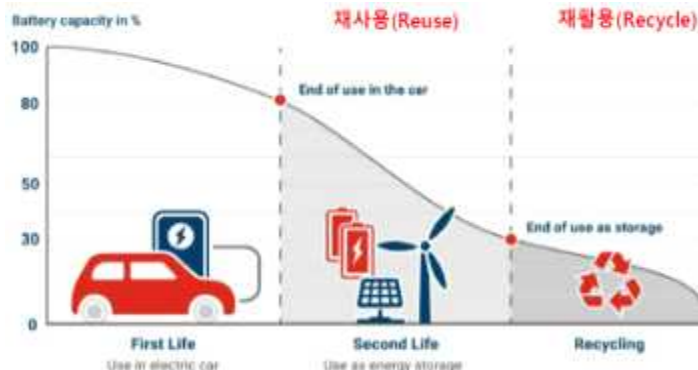 Battery capacity in %
재사용(Reuse)
재활용(Recycle)
100
80
50
30
0
End of use in the car
End of use as storage
First Life
Second Life
Recycling
Use in electric car
Use as energy storage